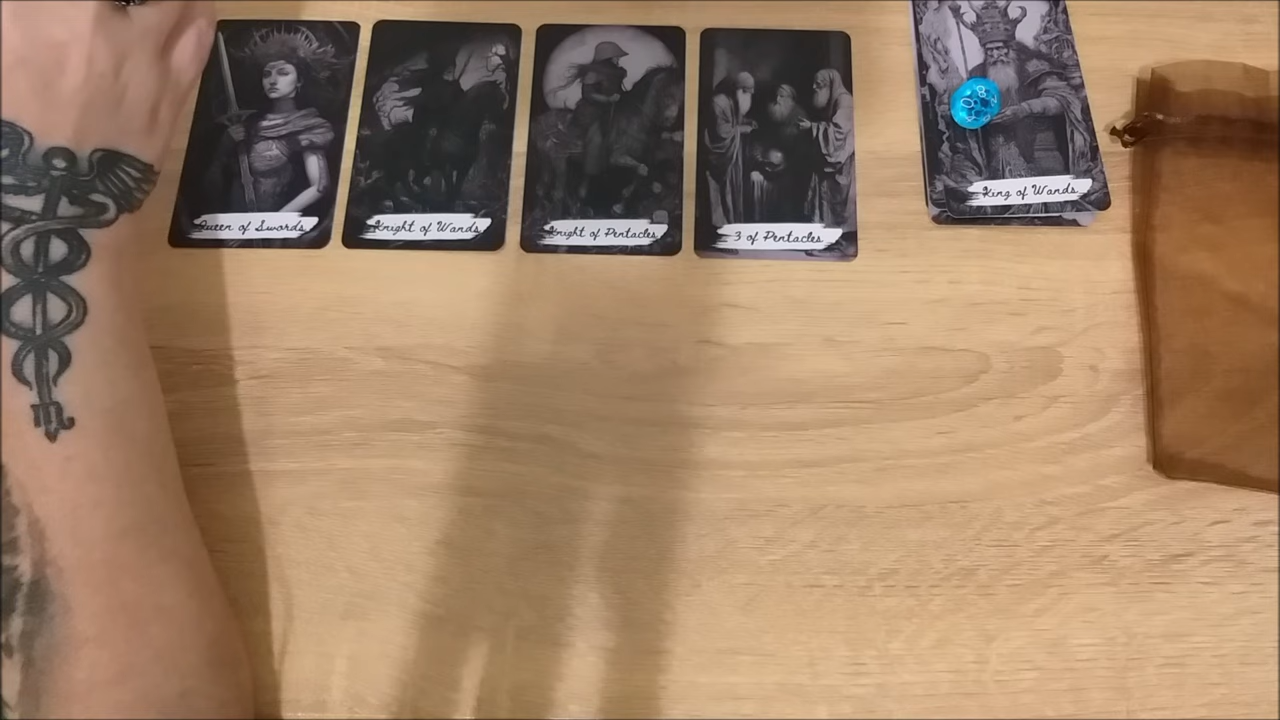 Queen of Swords
Knight of Wands
Knight of Pentacles
3 of Pentacles
King of Wands